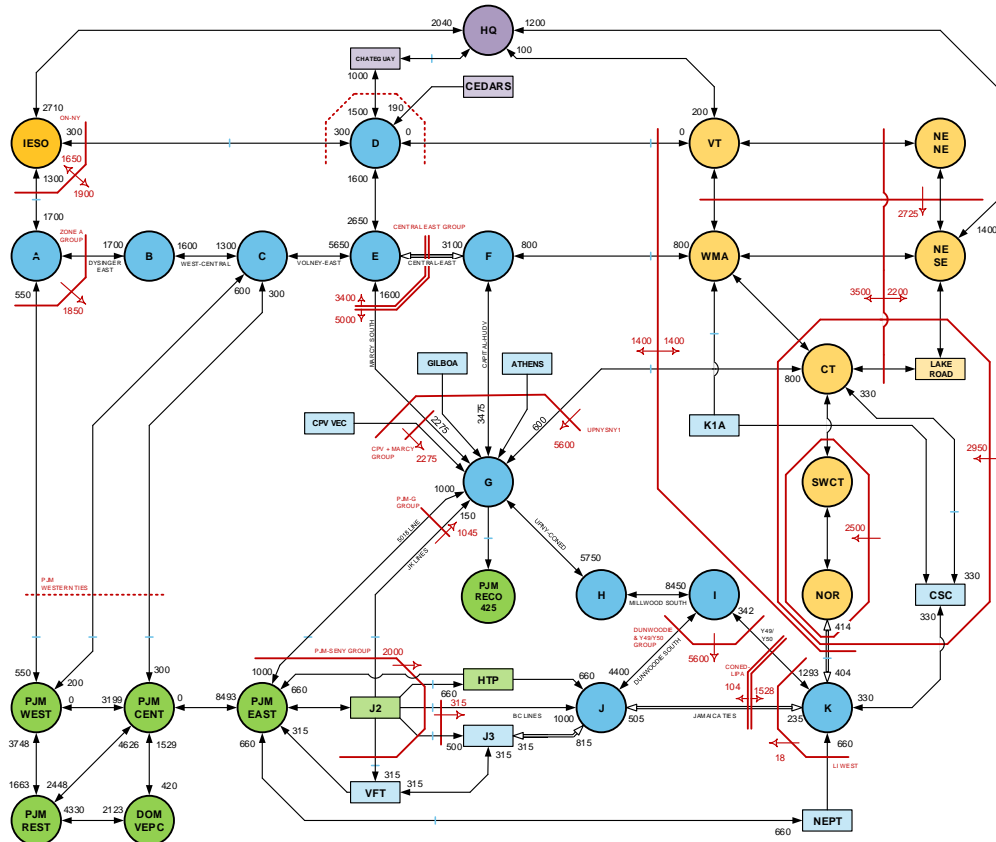 2040
HQ
1200
100
CHATEGUAY
1000
CEDARS
1500
190
2710
ON-NY
200
IESO
300
300
D
0
0
VT
NE
NE
1650
1900
1300
1600
2725
1700
ZONE A
GROUP
2650
CENTRAL EAST GROUP
1400
A
1700
B
1600
1300
C
5650
E
3100
F
800
800
WMA
NE
SE
DYSINGER
EAST
WEST-CENTRAL
VOLNEY-EAST
CENTRAL-EAST
550
1850
600
300
1600
3400
5000
3500
2200
MARCY SOUTH
CAPITAL-HUDV
1400
1400
GILBOA
ATHENS
CT
LAKE
ROAD
800
330
CPV VEC
2275
3475
600
5600
UPNYSNY1
K1A
CPV + MARCY
GROUP
2275
2950
1000
G
SWCT
PJM-G
GROUP
150
1045
5018 LINE
JK LINES
UPNY-CONED
2500
PJM
WESTERN TIES
PJM
RECO
425
5750
H
8450
MILLWOOD SOUTH
I
NOR
CSC
330
330
342
414
DUNWOODIE
& Y49/Y50
GROUP
Y49/
Y50
PJM-SENY GROUP
2000
4400
DUNWOODIE SOUTH
5600
CONED-
LIPA
104
1528
1293
404
550
200
300
1000
660
HTP
660
660
PJM
WEST
0
3199
PJM
CENT
0
8493
PJM
EAST
J2
315
BC LINES
1000
J
505
JAMAICA TIES
235
K
330
3748
4626
1529
660
315
500
J3
315
815
18
660
LI WEST
1663
2448
420
315
VFT
315
315
PJM
REST
4330
2123
DOM
VEPC
660
NEPT